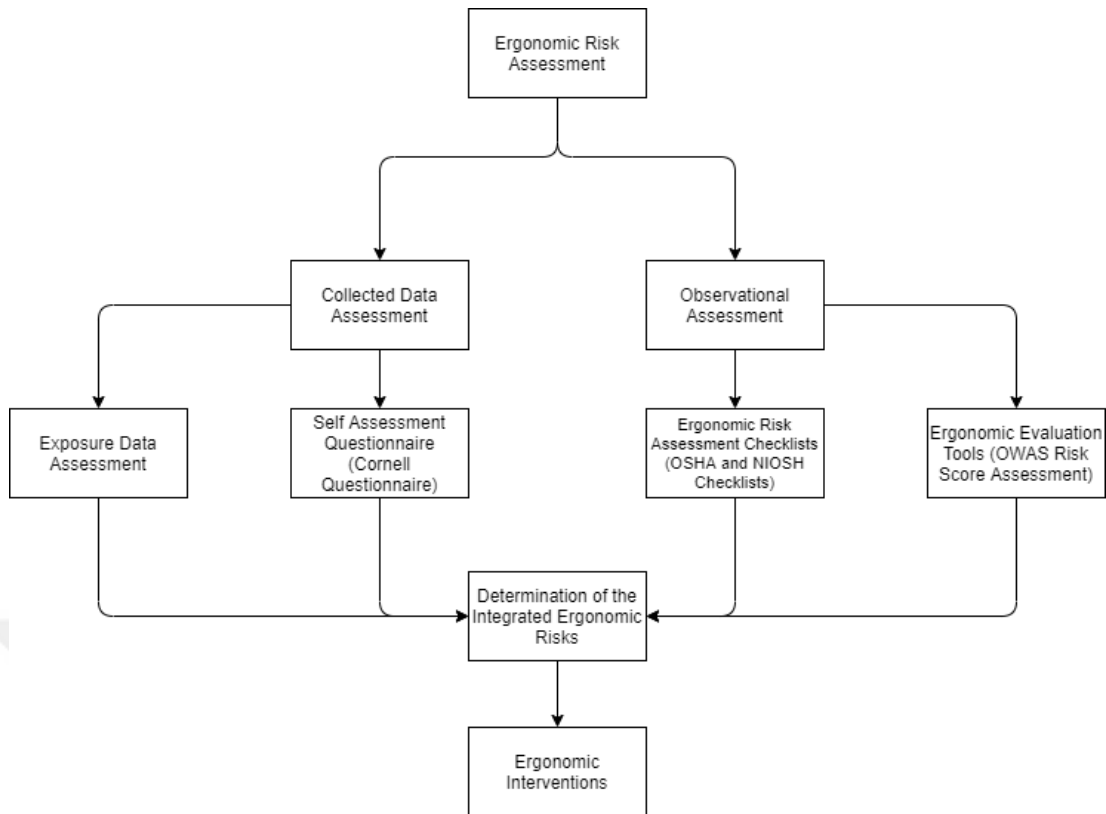 Ergonomic Risk
Assessment
Collected Data
Assessment
Observational
Assessment
Exposure Data
Assessment
Self Assessment
Questionnaire
(Cornell
Questionnaire)
Ergonomic Risk
Assessment Checklists
(OSHA and NIOSH
Checklists)
Ergonomic Evaluation
Tools (OWAS Risk
Score Assessment)
Determination of the
Integrated Ergonomic
Risks
Ergonomic
Interventions